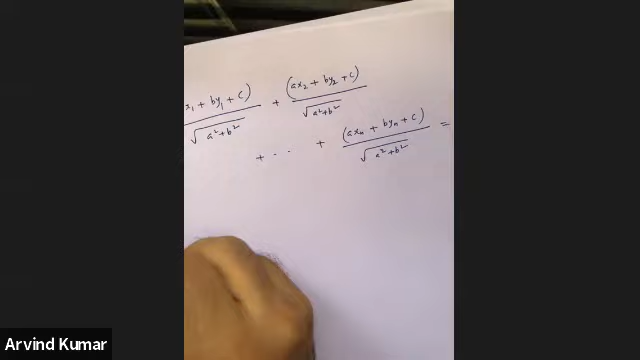 x₁ + by₁ + c) / √(a²+b²) + (ax₂ + by₂ + c) / √(a²+b²)
+ . . . + (axₙ + byₙ + c) / √(a²+b²) =
Arvind Kumar